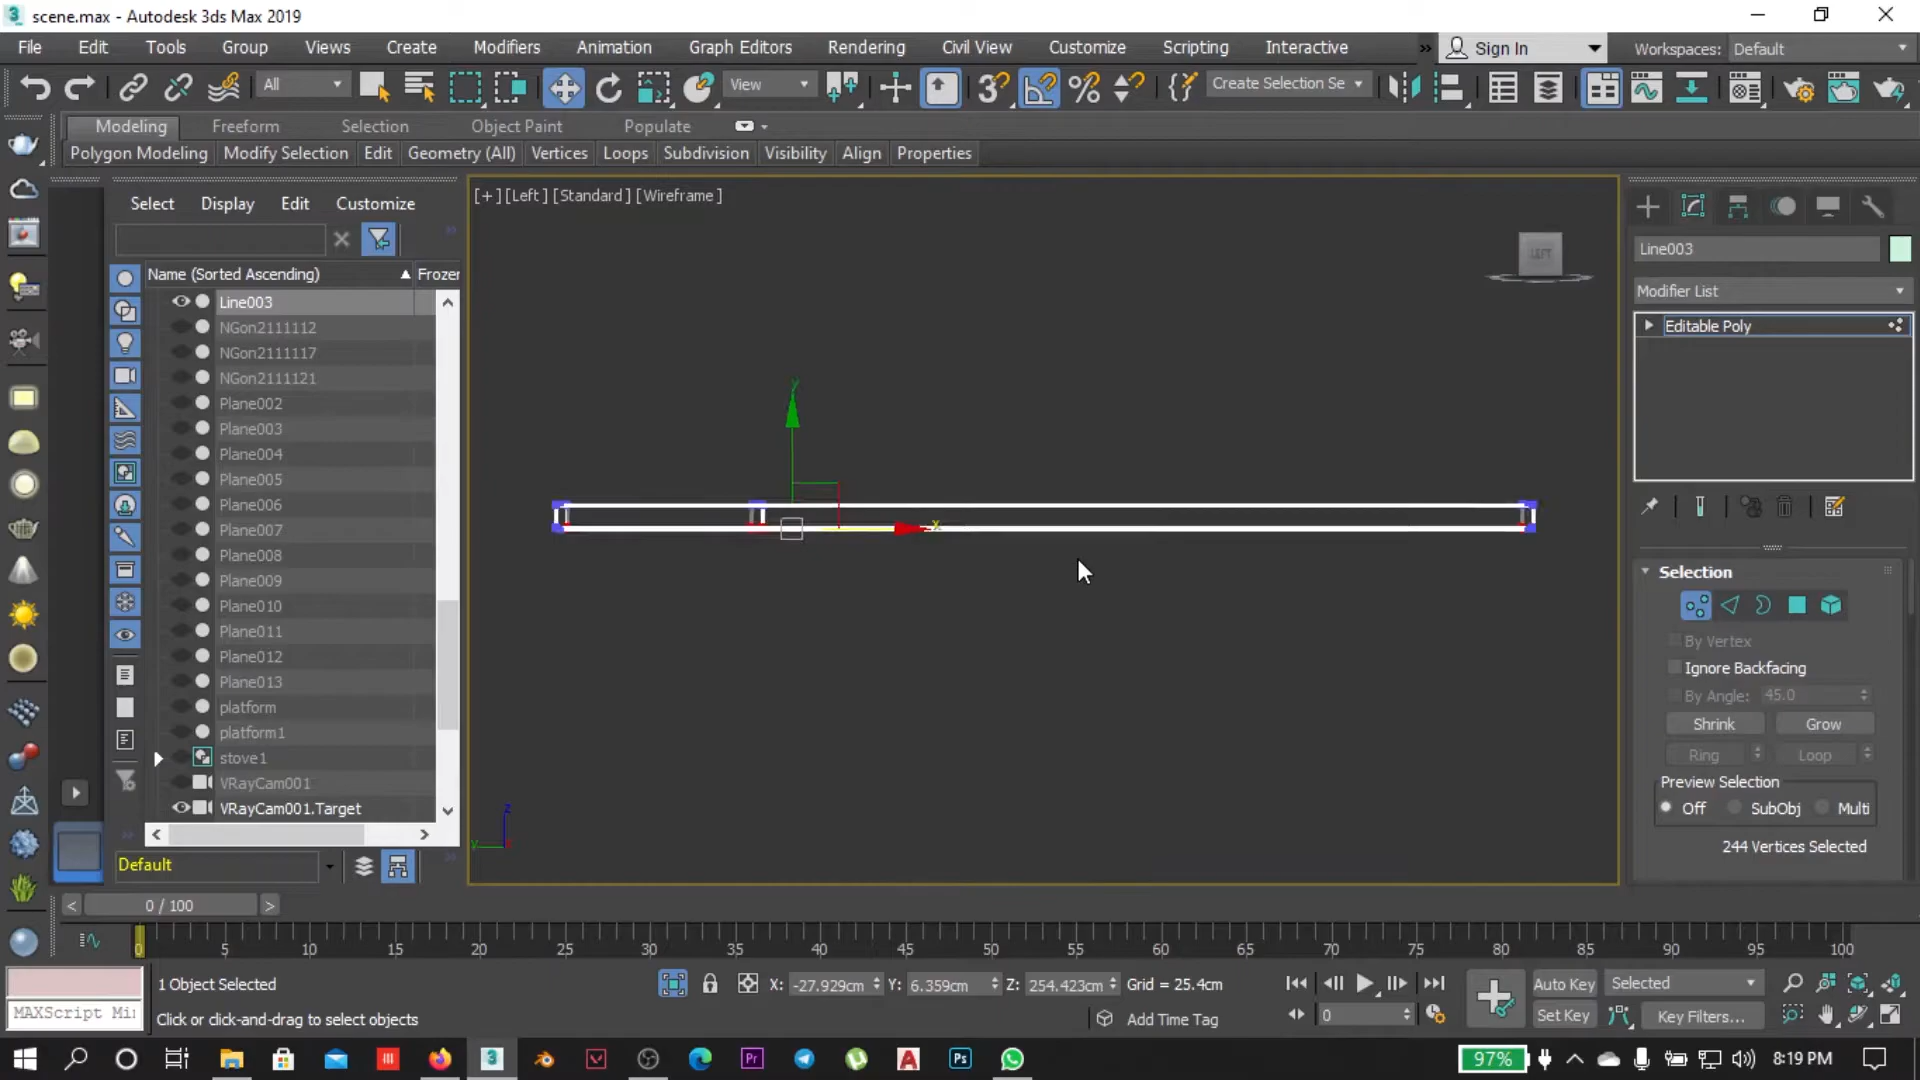 scene.max - Autodesk 3ds Max 2019
File Edit Tools Group Views Create Modifiers Animation Graph Editors Rendering Civil View Customize Scripting Interactive » Sign In Workspaces: Default
All View Create Selection Se
Modeling Freeform Selection Object Paint Populate
Polygon Modeling Modify Selection Edit Geometry (All) Vertices Loops Subdivision Visibility Align Properties
Select Display Edit Customize
Name (Sorted Ascending) Frozen
Line003
NGon2111112
NGon2111117
NGon2111121
Plane002
Plane003
Plane004
Plane005
Plane006
Plane007
Plane008
Plane009
Plane010
Plane011
Plane012
Plane013
platform
platform1
stove1
VRayCam001
VRayCam001.Target
Default
[+] [Left] [Standard] [Wireframe]
LEFT
y
x
z
y
Line003
Modifier List
Editable Poly
Selection
By Vertex
Ignore Backfacing
By Angle: 45.0
Shrink Grow
Ring Loop
Preview Selection
Off SubObj Multi
244 Vertices Selected
< 0 / 100 >
0 5 10 15 20 25 30 35 40 45 50 55 60 65 70 75 80 85 90 95 100
1 Object Selected X: -27.929cm Y: 6.359cm Z: 254.423cm Grid = 25.4cm Auto Key Selected
MAXScript Mi Click or click-and-drag to select objects Add Time Tag 0 Set Key Key Filters...
97% 8:19 PM